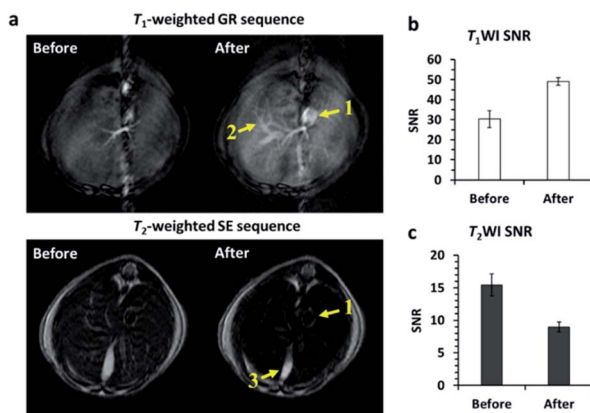 a
T1-weighted GR sequence
Before
After
1
2
T2-weighted SE sequence
Before
After
1
3
b
T1WI SNR
60
50
40
30
20
10
0
SNR
Before
After
c
T2WI SNR
20
15
10
5
0
SNR
Before
After